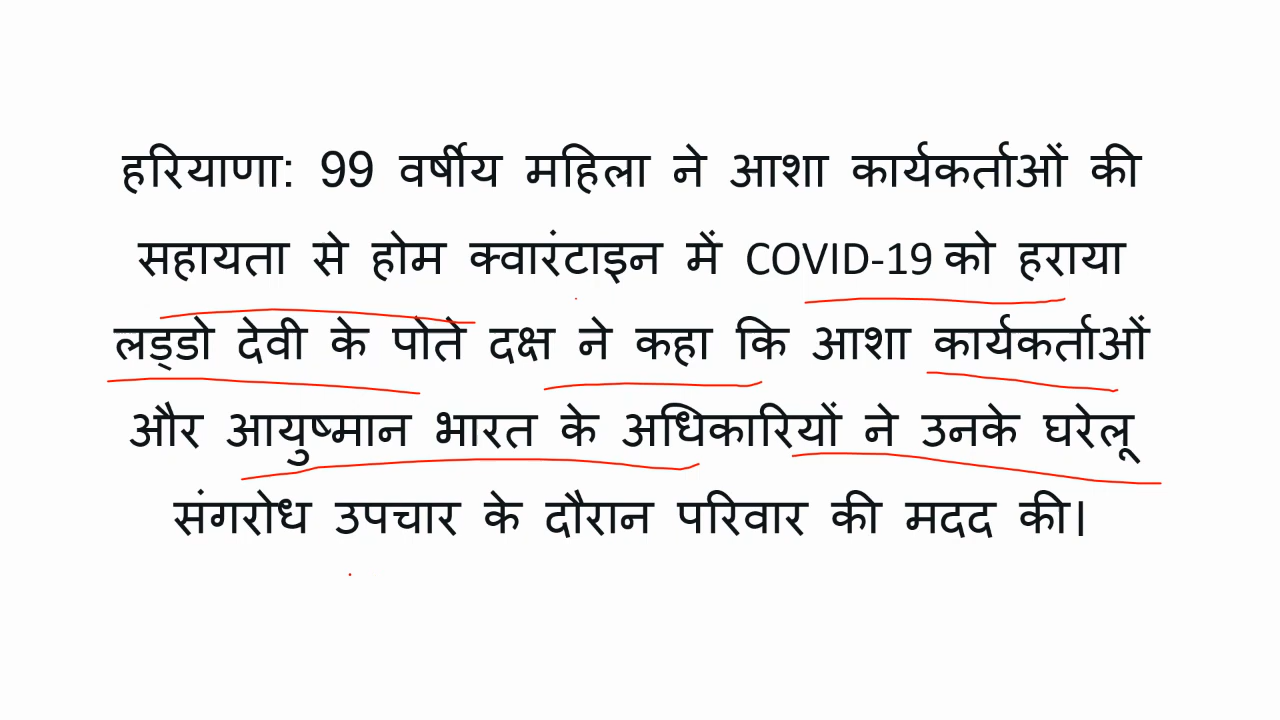 हरियाणा: 99 वर्षीय महिला ने आशा कार्यकर्ताओं की
सहायता से होम क्वारंटाइन में COVID-19 को हराया
लड्डो देवी के पोते दक्ष ने कहा कि आशा कार्यकर्ताओं
और आयुष्मान भारत के अधिकारियों ने उनके घरेलू
संगरोध उपचार के दौरान परिवार की मदद की।